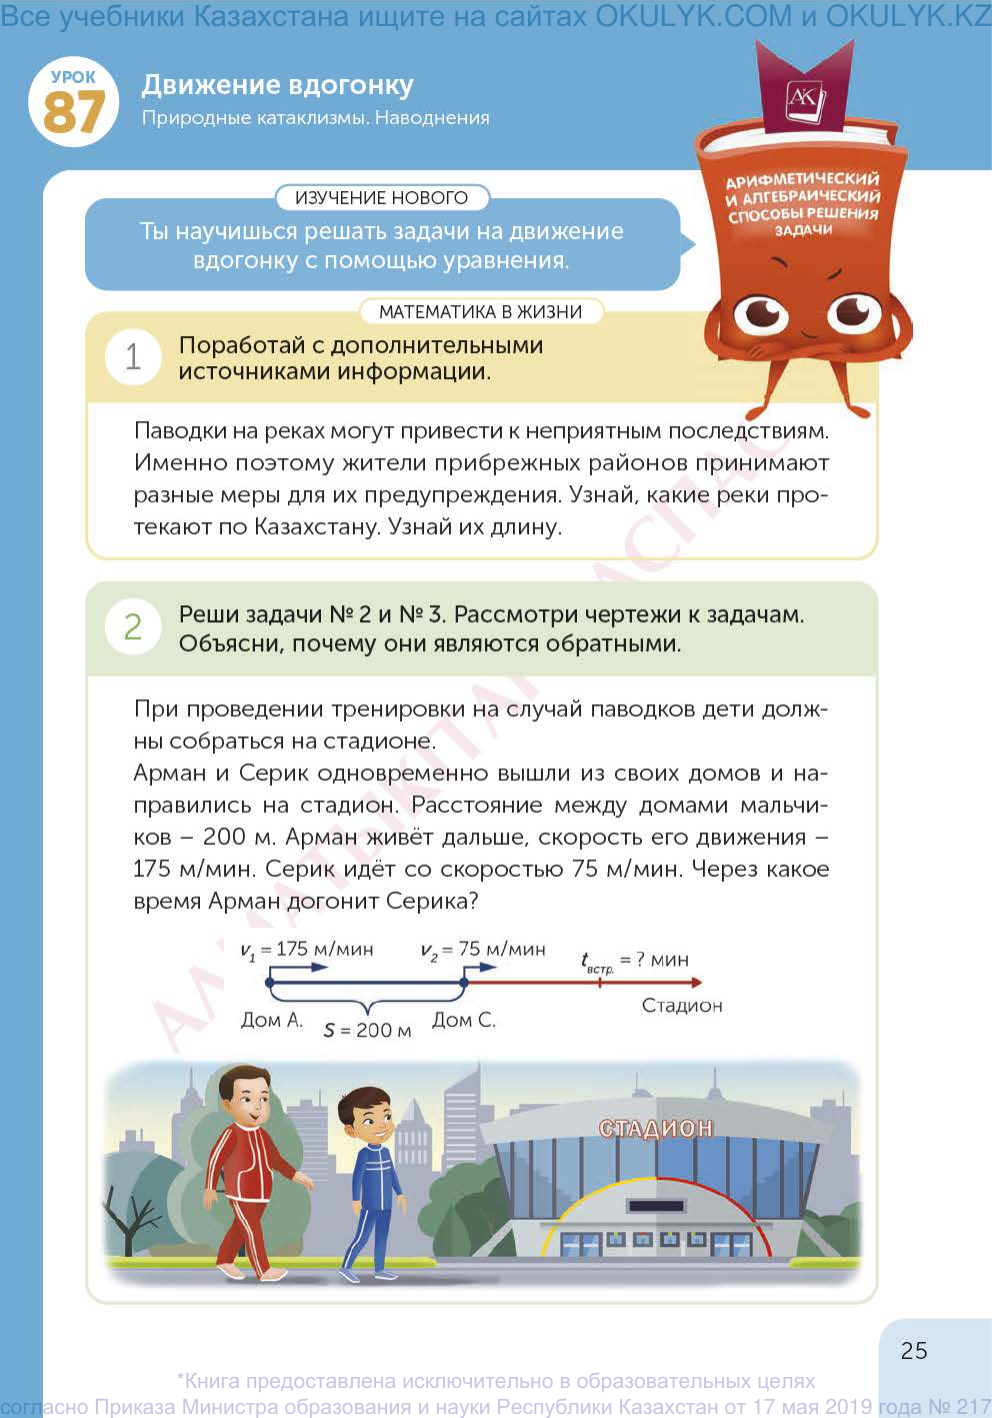 Все учебники Казахстана ищите на сайтах OKULYK.COM и OKULYK.KZ
УРОК
87
Движение вдогонку
Природные катаклизмы. Наводнения
АК
АРИФМЕТИЧЕСКИЙ
И АЛГЕБРАИЧЕСКИЙ
СПОСОБЫ РЕШЕНИЯ
ЗАДАЧИ
ИЗУЧЕНИЕ НОВОГО
Ты научишься решать задачи на движение
вдогонку с помощью уравнения.
МАТЕМАТИКА В ЖИЗНИ
1
Поработай с дополнительными
источниками информации.
Паводки на реках могут привести к неприятным последствиям.
Именно поэтому жители прибрежных районов принимают
разные меры для их предупреждения. Узнай, какие реки про-
текают по Казахстану. Узнай их длину.
2
Реши задачи № 2 и № 3. Рассмотри чертежи к задачам.
Объясни, почему они являются обратными.
При проведении тренировки на случай паводков дети долж-
ны собраться на стадионе.
Арман и Серик одновременно вышли из своих домов и на-
правились на стадион. Расстояние между домами мальчи-
ков – 200 м. Арман живёт дальше, скорость его движения –
175 м/мин. Серик идёт со скоростью 75 м/мин. Через какое
время Арман догонит Серика?
v₁ = 175 м/мин v₂ = 75 м/мин tвстр. = ? мин
Дом А. S = 200 м Дом С. Стадион
СТАДИОН
25
*Книга предоставлена исключительно в образовательных целях
согласно Приказа Министра образования и науки Республики Казахстан от 17 мая 2019 года № 217